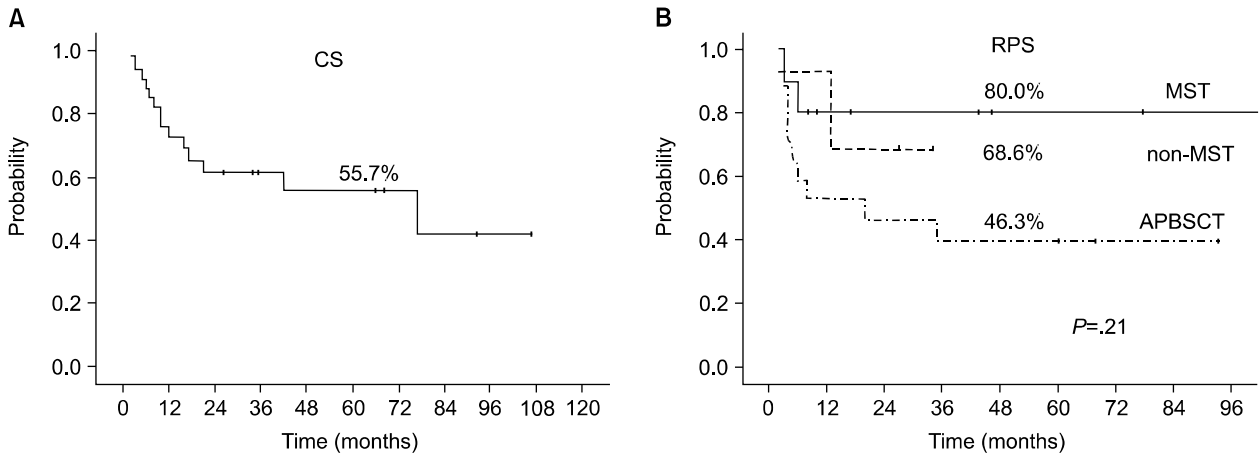 A
CS
55.7%
Probability
1.0
0.8
0.6
0.4
0.2
0.0
0 12 24 36 48 60 72 84 96 108 120
Time (months)
B
RPS
80.0% MST
68.6% non-MST
46.3% APBSCT
P=.21
Probability
1.0
0.8
0.6
0.4
0.2
0.0
0 12 24 36 48 60 72 84 96
Time (months)